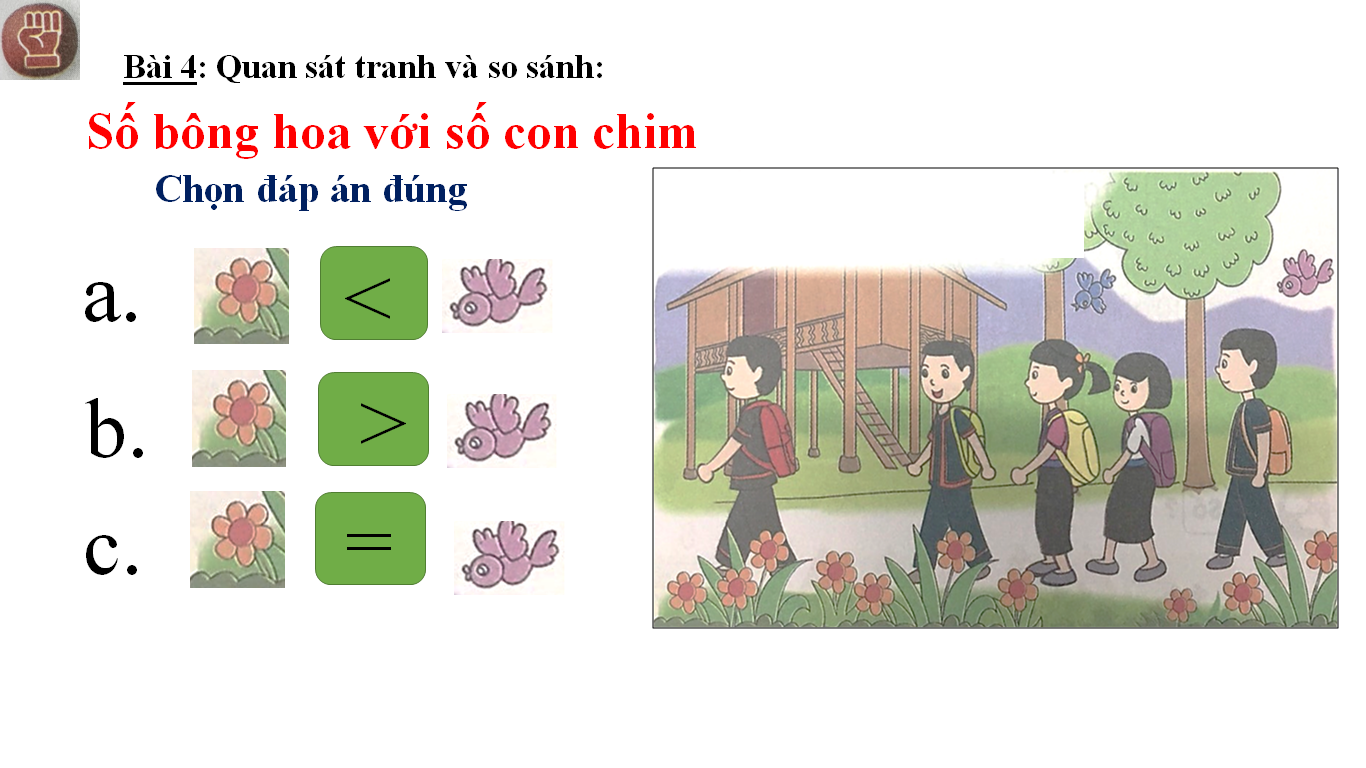 Bài 4: Quan sát tranh và so sánh:
Số bông hoa với số con chim
Chọn đáp án đúng
a. <
b. >
c. =